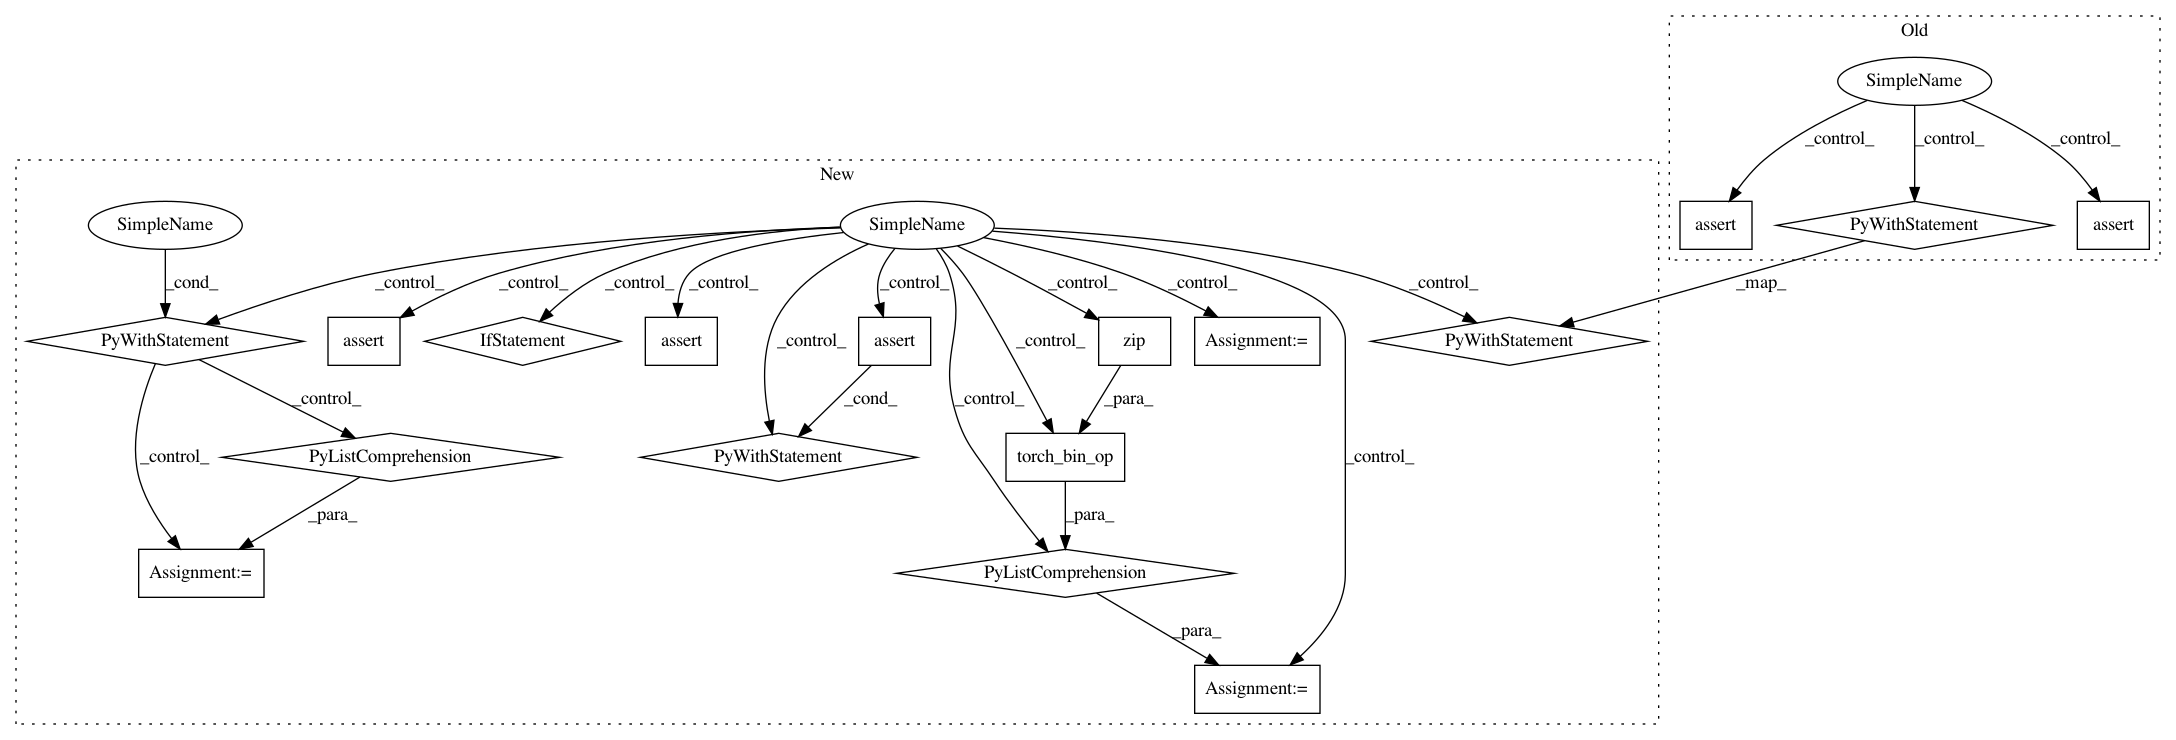 Old
SimpleName
_control_ _control_ _control_
New
SimpleName SimpleName assert PyWithStatement assert
_cond_ _control_ _control_ _control_ _control_ _control_ _control_ _control_ _control_ _map_
PyWithStatement assert IfStatement assert _control_ assert _control_ zip Assignment:= PyWithStatement
_control_ _cond_ _control_ _para_
_control_ PyListComprehension PyWithStatement torch_bin_op _control_
_para_ _para_
Assignment:= PyListComprehension
_para_
Assignment:=